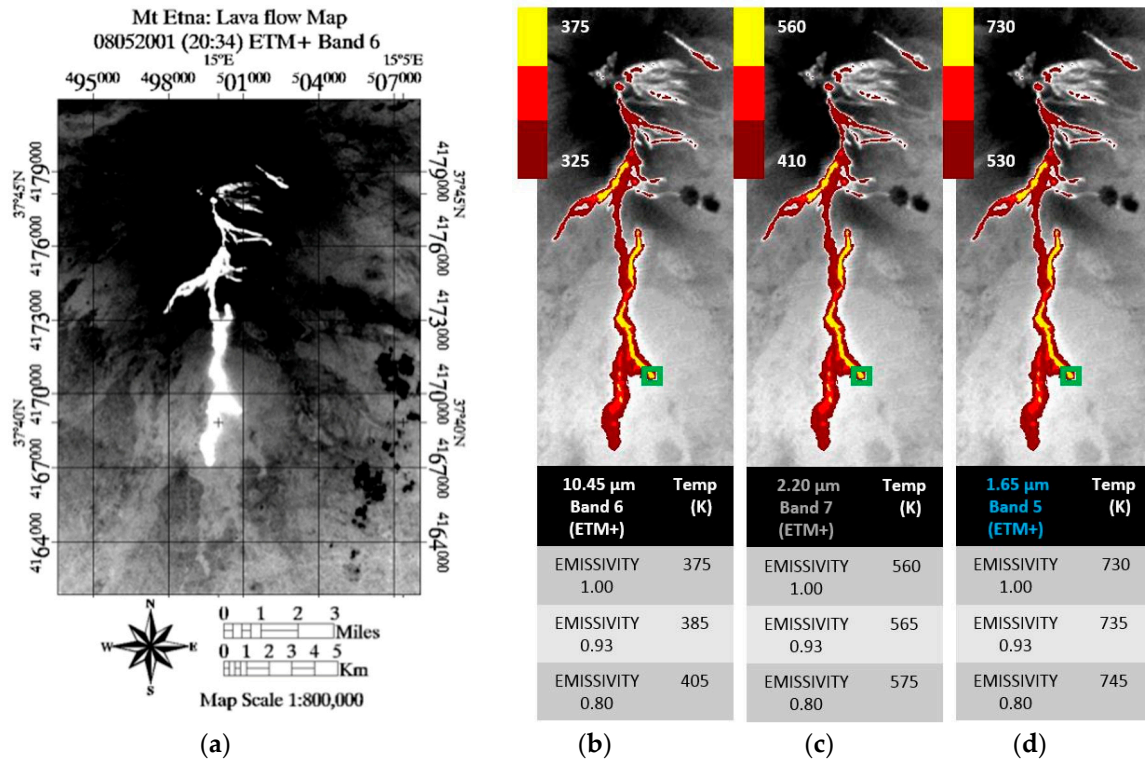 Mt Etna: Lava flow Map
08052001 (20:34) ETM+ Band 6
15°E 15°5'E
495000 498000 501000 504000 507000
4179000 4179000
37°45'N 37°45'N
4176000 4176000
4173000 4173000
4170000 4170000
37°40'N 37°40'N
4167000 4167000
4164000 4164000
N
W E
S
0 1 2 3
Miles
0 1 2 3 4 5
Km
Map Scale 1:800,000
(a)
375
325
10.45 µm Temp
Band 6 (K)
(ETM+)
EMISSIVITY 375
1.00
EMISSIVITY 385
0.93
EMISSIVITY 405
0.80
(b)
560
410
2.20 µm Temp
Band 7 (K)
(ETM+)
EMISSIVITY 560
1.00
EMISSIVITY 565
0.93
EMISSIVITY 575
0.80
(c)
730
530
1.65 µm Temp
Band 5 (K)
(ETM+)
EMISSIVITY 730
1.00
EMISSIVITY 735
0.93
EMISSIVITY 745
0.80
(d)